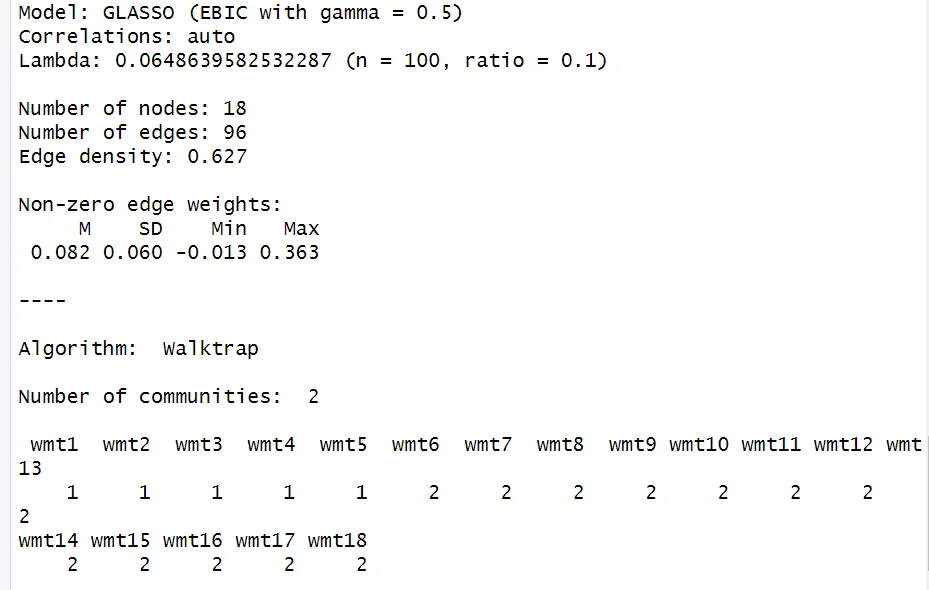 Model: GLASSO (EBIC with gamma = 0.5)
Correlations: auto
Lambda: 0.0648639582532287 (n = 100, ratio = 0.1)
Number of nodes: 18
Number of edges: 96
Edge density: 0.627
Non-zero edge weights:
M SD Min Max
0.082 0.060 -0.013 0.363
----
Algorithm: Walktrap
Number of communities: 2
wmt1 wmt2 wmt3 wmt4 wmt5 wmt6 wmt7 wmt8 wmt9 wmt10 wmt11 wmt12 wmt
13
1 1 1 1 1 2 2 2 2 2 2 2
2
wmt14 wmt15 wmt16 wmt17 wmt18
2 2 2 2 2